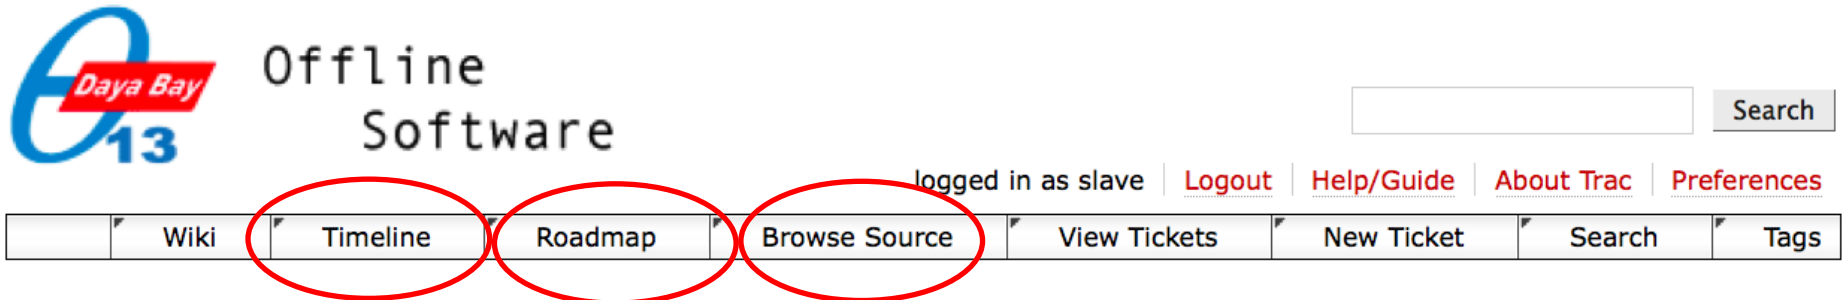 Daya Bay
θ13
Offline
Software
Search
logged in as slave Logout Help/Guide About Trac Preferences
Wiki Timeline Roadmap Browse Source View Tickets New Ticket Search Tags